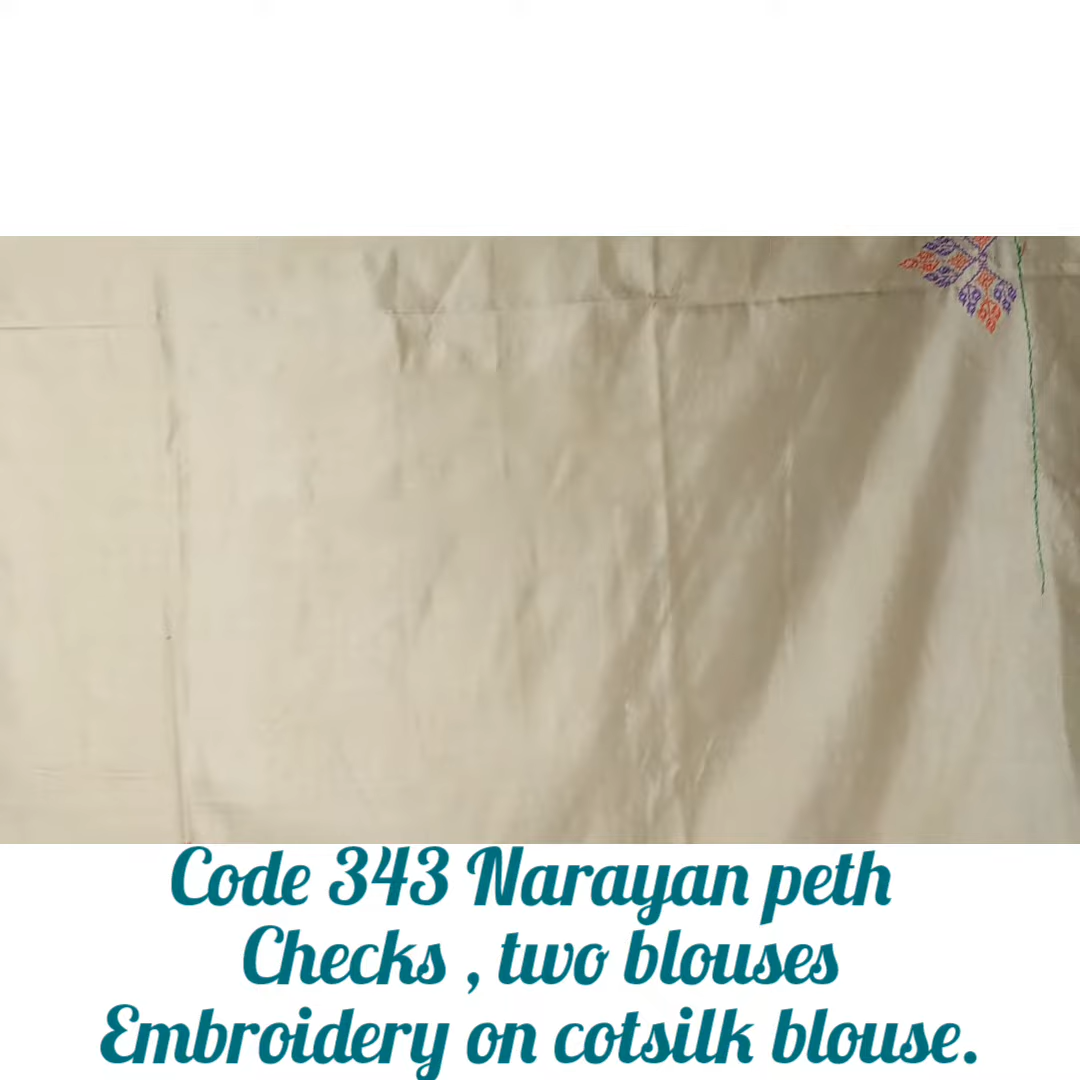 Code 343 Narayan peth
Checks , two blouses
Embroidery on cotsilk blouse.